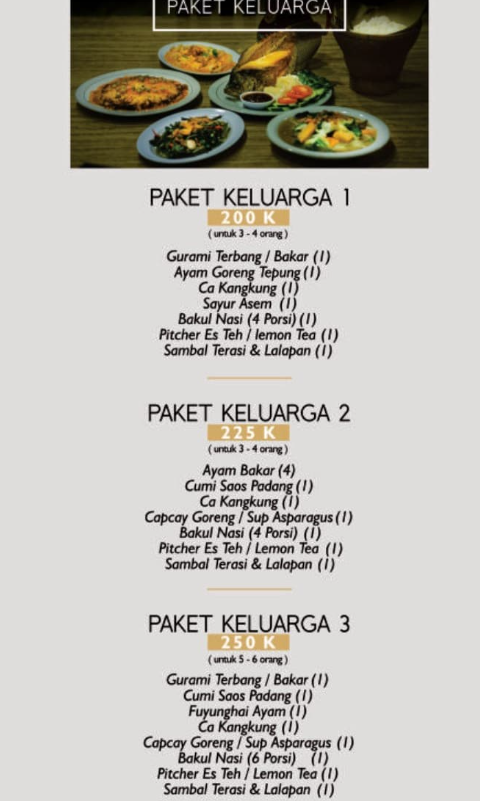 PAKET KELUARGA
PAKET KELUARGA 1
200 K
( untuk 3 - 4 orang )
Gurami Terbang / Bakar (1)
Ayam Goreng Tepung (1)
Ca Kangkung (1)
Sayur Asem (1)
Bakul Nasi (4 Porsi) (1)
Pitcher Es Teh / lemon Tea (1)
Sambal Terasi & Lalapan (1)
PAKET KELUARGA 2
225 K
( untuk 3 - 4 orang )
Ayam Bakar (4)
Cumi Saos Padang (1)
Ca Kangkung (1)
Capcay Goreng / Sup Asparagus (1)
Bakul Nasi (4 Porsi) (1)
Pitcher Es Teh / Lemon Tea (1)
Sambal Terasi & Lalapan (1)
PAKET KELUARGA 3
250 K
( untuk 5 - 6 orang )
Gurami Terbang / Bakar (1)
Cumi Saos Padang (1)
Fuyunghai Ayam (1)
Ca Kangkung (1)
Capcay Goreng / Sup Asparagus (1)
Bakul Nasi (6 Porsi) (1)
Pitcher Es Teh / Lemon Tea (1)
Sambal Terasi & Lalapan (1)